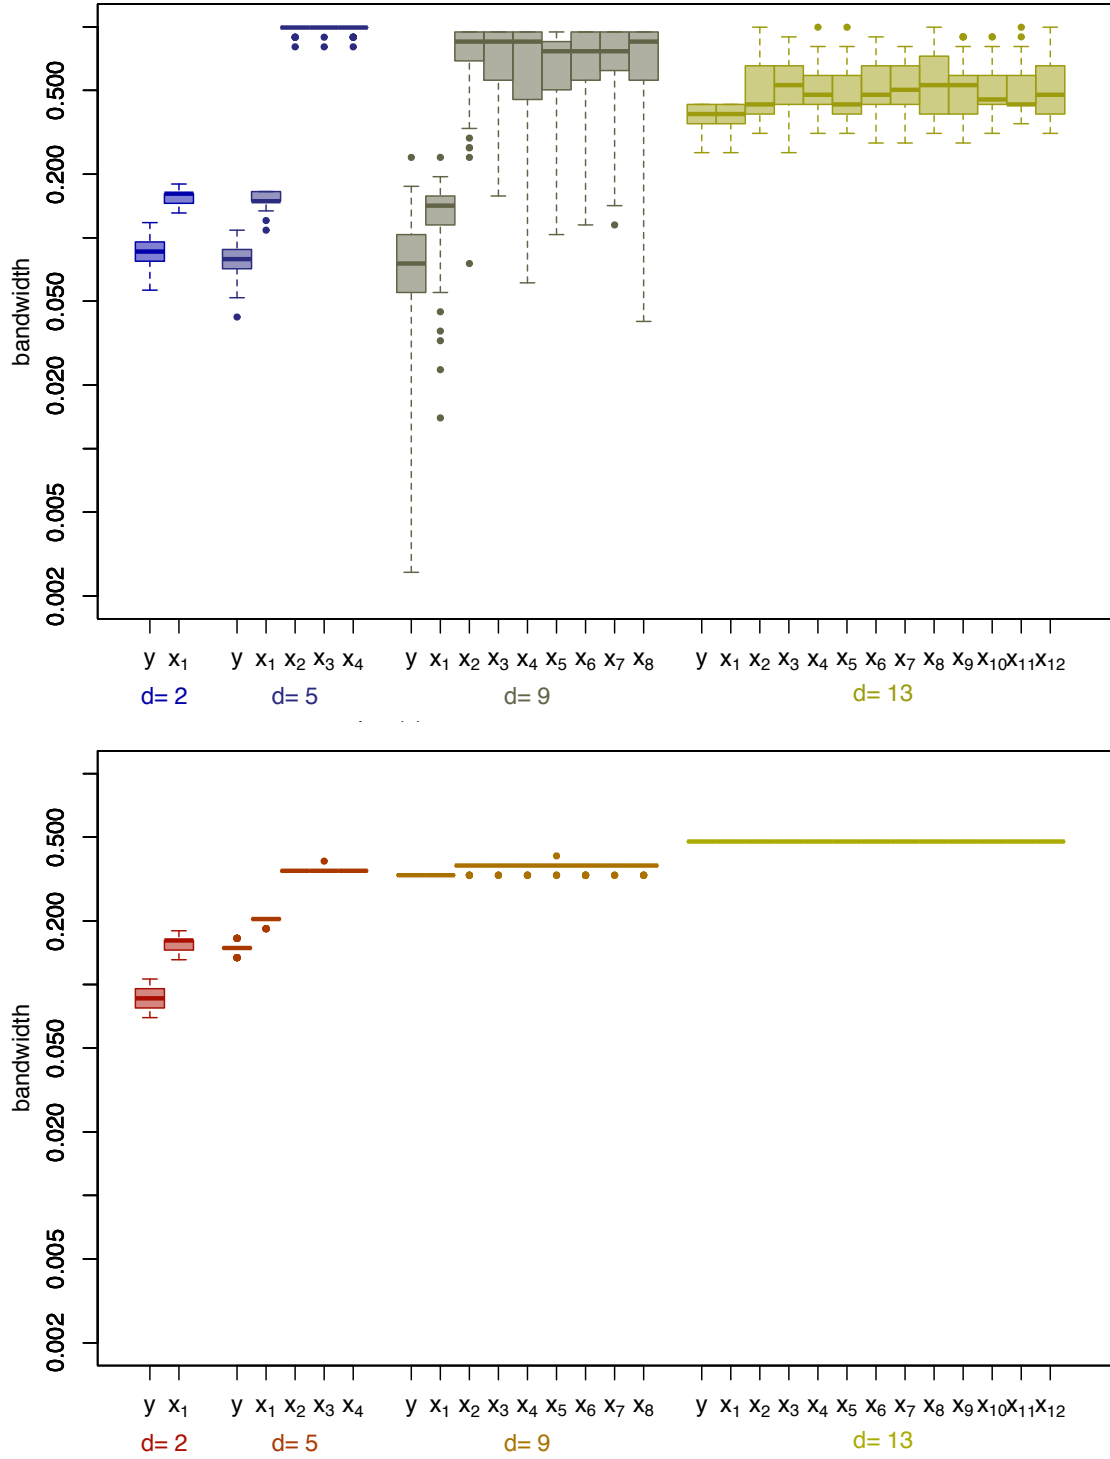 bandwidth
0.500
0.200
0.050
0.020
0.005
0.002
y x₁ y x₁ x₂ x₃ x₄ y x₁ x₂ x₃ x₄ x₅ x₆ x₇ x₈ y x₁ x₂ x₃ x₄ x₅ x₆ x₇ x₈ x₉ x₁₀ x₁₁ x₁₂
d= 2 d= 5 d= 9 d= 13
bandwidth
0.500
0.200
0.050
0.020
0.005
0.002
y x₁ y x₁ x₂ x₃ x₄ y x₁ x₂ x₃ x₄ x₅ x₆ x₇ x₈ y x₁ x₂ x₃ x₄ x₅ x₆ x₇ x₈ x₉ x₁₀ x₁₁ x₁₂
d= 2 d= 5 d= 9 d= 13